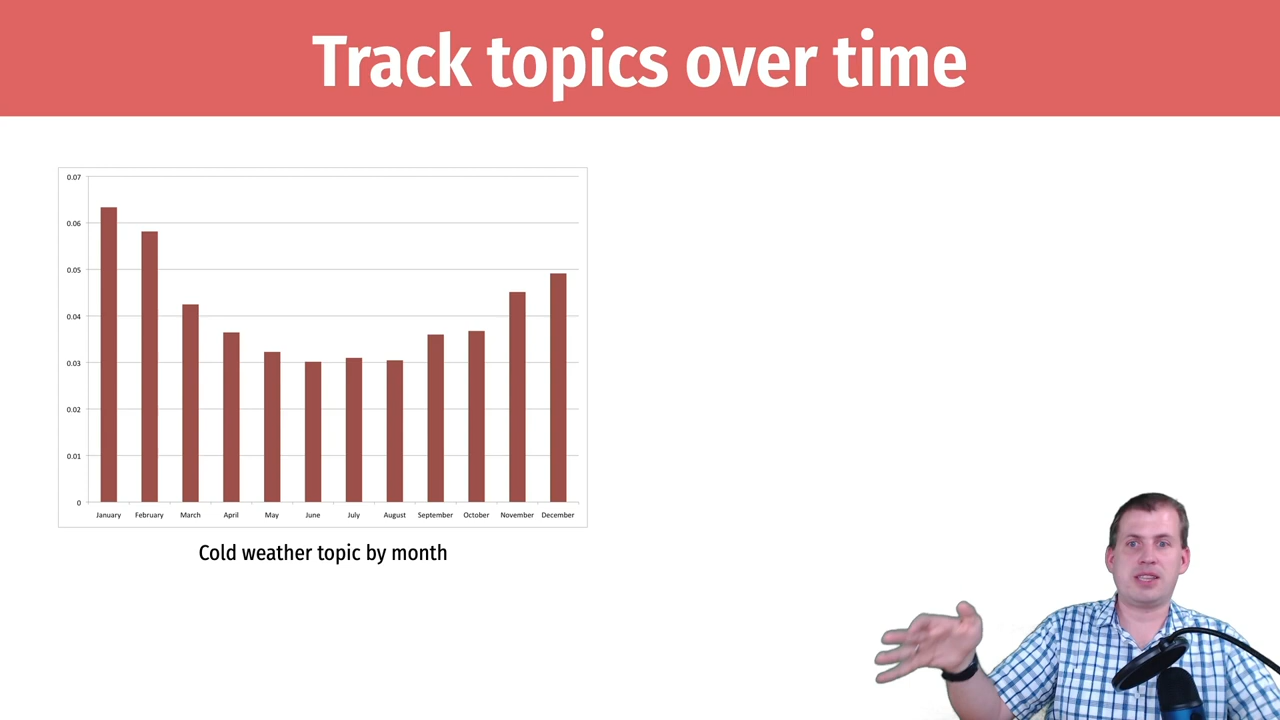 Track topics over time
0.07
0.06
0.05
0.04
0.03
0.02
0.01
0
January February March April May June July August September October November December
Cold weather topic by month